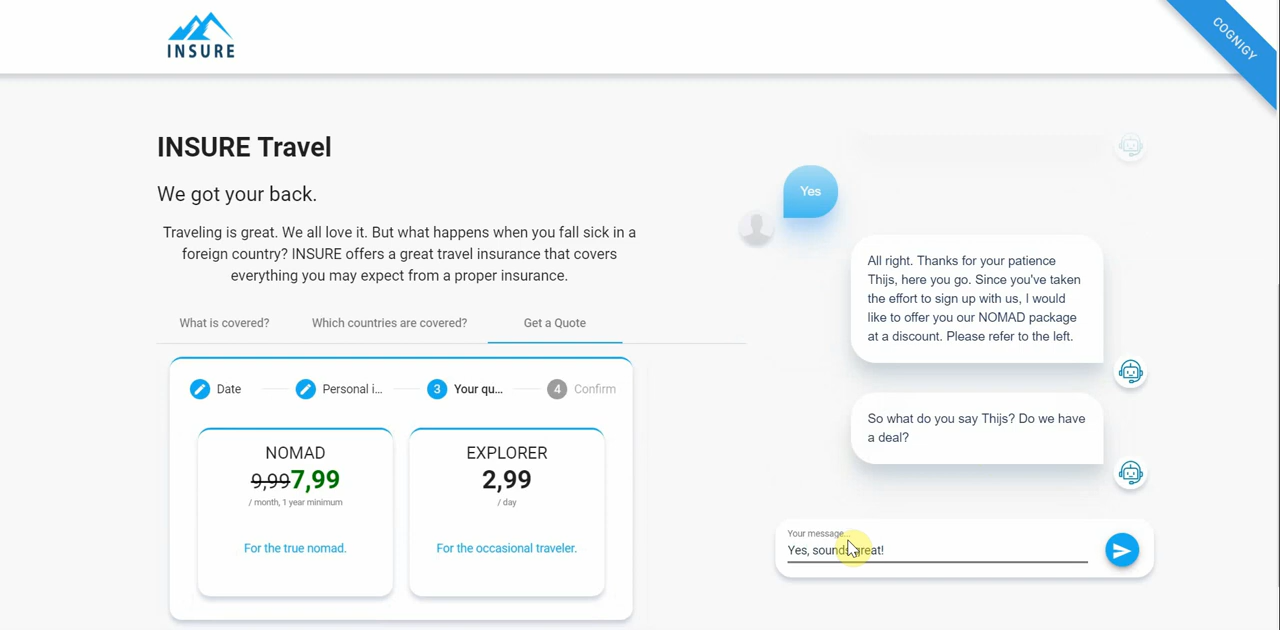 INSURE
COGNIGY
INSURE Travel
We got your back.
Traveling is great. We all love it. But what happens when you fall sick in a
foreign country? INSURE offers a great travel insurance that covers
everything you may expect from a proper insurance.
What is covered?
Which countries are covered?
Get a Quote
Date
Personal i...
3 Your qu...
4 Confirm
NOMAD
9,997,99
/ month, 1 year minimum
For the true nomad.
EXPLORER
2,99
/ day
For the occasional traveler.
Yes
All right. Thanks for your patience
Thijs, here you go. Since you've taken
the effort to sign up with us, I would
like to offer you our NOMAD package
at a discount. Please refer to the left.
So what do you say Thijs? Do we have
a deal?
Your message...
Yes, sounds great!